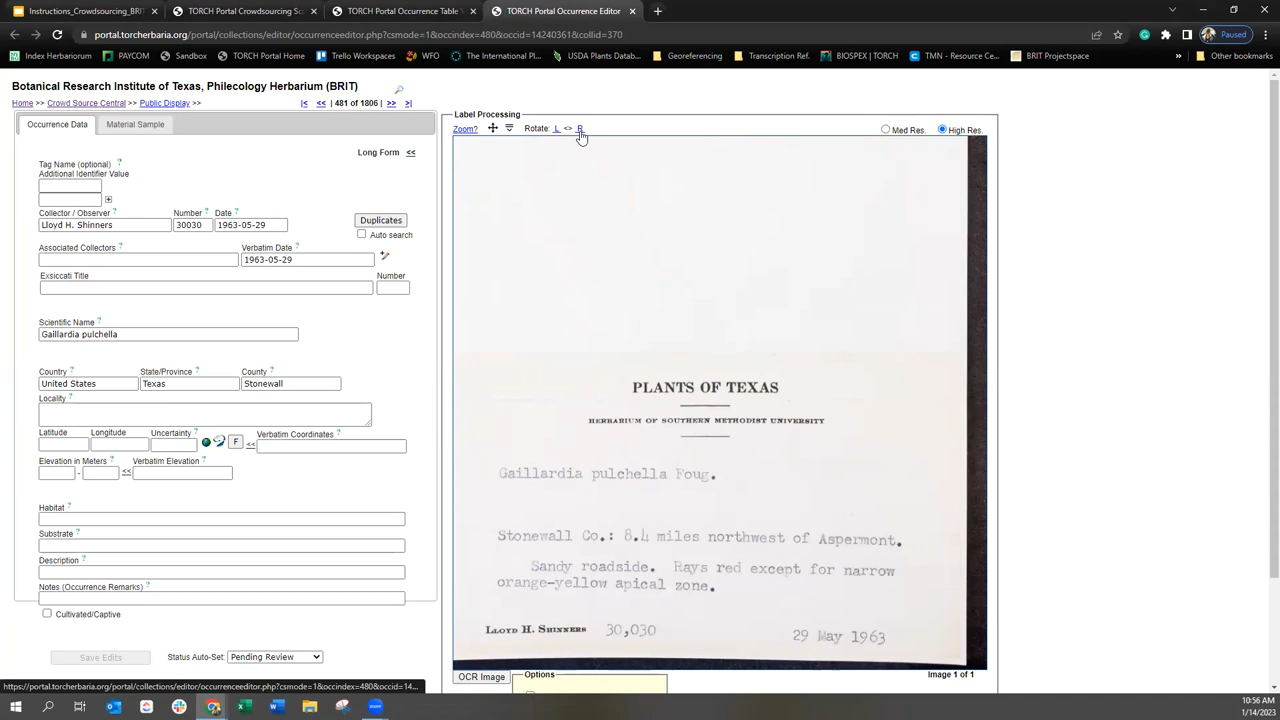 Instructions_Crowdsourcing_BRI
TORCH Portal Crowdsourcing Sc
TORCH Portal Occurrence Table
TORCH Portal Occurrence Editor
portal.torcherbaria.org/portal/collections/editor/occurrenceeditor.php?csmode=1&occindex=480&occid=14240361&collid=370
Paused
Index Herbarium PAYCOM Sandbox TORCH Portal Home Trello Workspaces WFO The International Pl... USDA Plants Datab... Georeferencing Transcription Ref. BIOSPEX | TORCH TMN - Resource Ce... BRIT Projectspace » Other bookmarks
Botanical Research Institute of Texas, Philecology Herbarium (BRIT)
Home >> Crowd Source Central >> Public Display >>
|< << | 481 of 1806 | >> >|
Occurrence Data Material Sample
Long Form <<
Tag Name (optional) ?
Additional Identifier Value
Collector / Observer ? Number ? Date ?
Lloyd H. Shinners 30030 1963-05-29
Duplicates
Auto search
Associated Collectors ? Verbatim Date ?
1963-05-29
Exsiccati Title Number
Scientific Name ?
Gaillardia pulchella
Country ? State/Province ? County ?
United States Texas Stonewall
Locality ?
Latitude Longitude Uncertainty ? F << Verbatim Coordinates ?
Elevation in Meters ? - << Verbatim Elevation ?
Habitat ?
Substrate ?
Description ?
Notes (Occurrence Remarks) ?
Cultivated/Captive
Save Edits Status Auto-Set: Pending Review
https://portal.torcherbaria.org/portal/collections/editor/occurrenceeditor.php?csmode=1&occindex=480&occid=14...
Label Processing
Zoom? Rotate: L <> R Med Res. High Res.
PLANTS OF TEXAS
HERBARIUM OF SOUTHERN METHODIST UNIVERSITY
Gaillardia pulchella Foug.
Stonewall Co.: 8.4 miles northwest of Aspermont.
Sandy roadside. Rays red except for narrow
orange-yellow apical zone.
LLOYD H. SHINNERS 30,030 29 May 1963
OCR Image Options Image 1 of 1
10:56 AM
1/14/2023